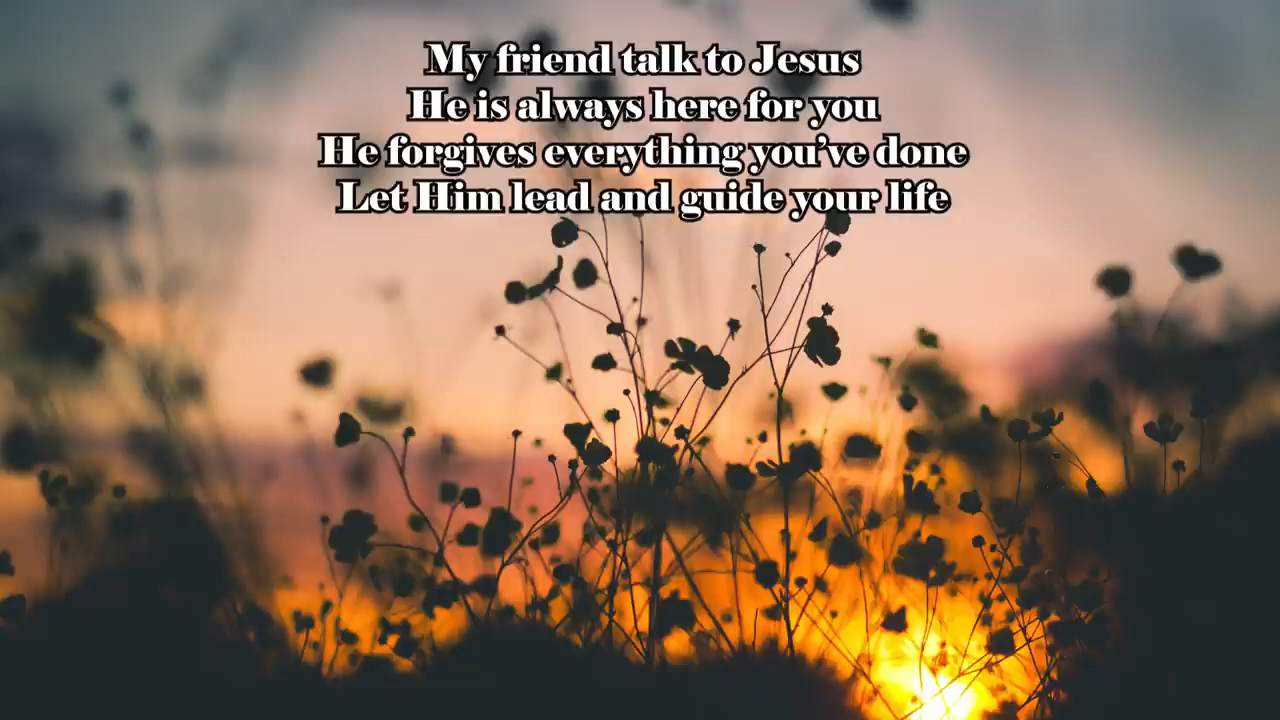 My friend talk to Jesus
He is always here for you
He forgives everything you've done
Let Him lead and guide your life